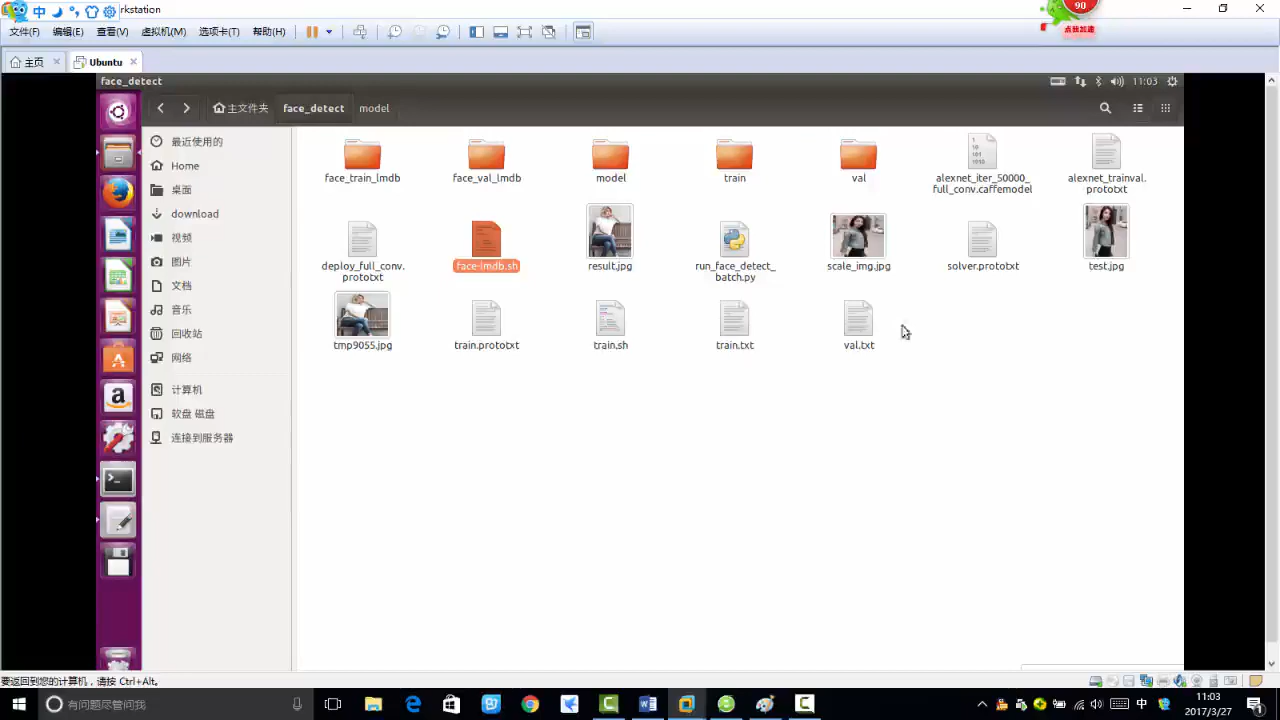 中
rkstation
90
点我加速
文件(F) 编辑(E) 查看(V) 虚拟机(M) 选项卡(T) 帮助(H)
主页
Ubuntu
face_detect
11:03
主文件夹
face_detect
model
最近使用的
Home
桌面
download
视频
图片
文档
音乐
回收站
网络
计算机
软盘 磁盘
连接到服务器
face_train_lmdb
face_val_lmdb
model
train
val
alexnet_iter_50000_
full_conv.caffemodel
alexnet_trainval.
prototxt
deploy_full_conv.
prototxt
face-lmdb.sh
result.jpg
run_face_detect_
batch.py
scale_img.jpg
solver.prototxt
test.jpg
tmp9055.jpg
train.prototxt
train.sh
train.txt
val.txt
要返回到您的计算机，请按 Ctrl+Alt。
有问题尽管问我
中
11:03
2017/3/27